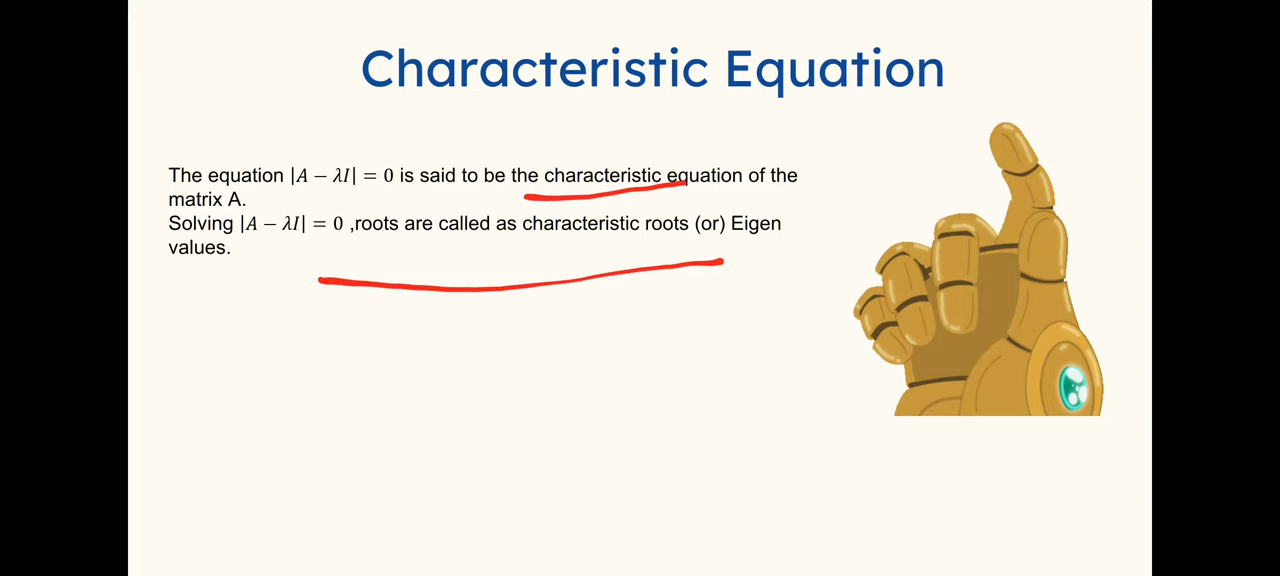 Characteristic Equation
The equation |A − λI| = 0 is said to be the characteristic equation of the
matrix A.
Solving |A − λI| = 0 ,roots are called as characteristic roots (or) Eigen
values.